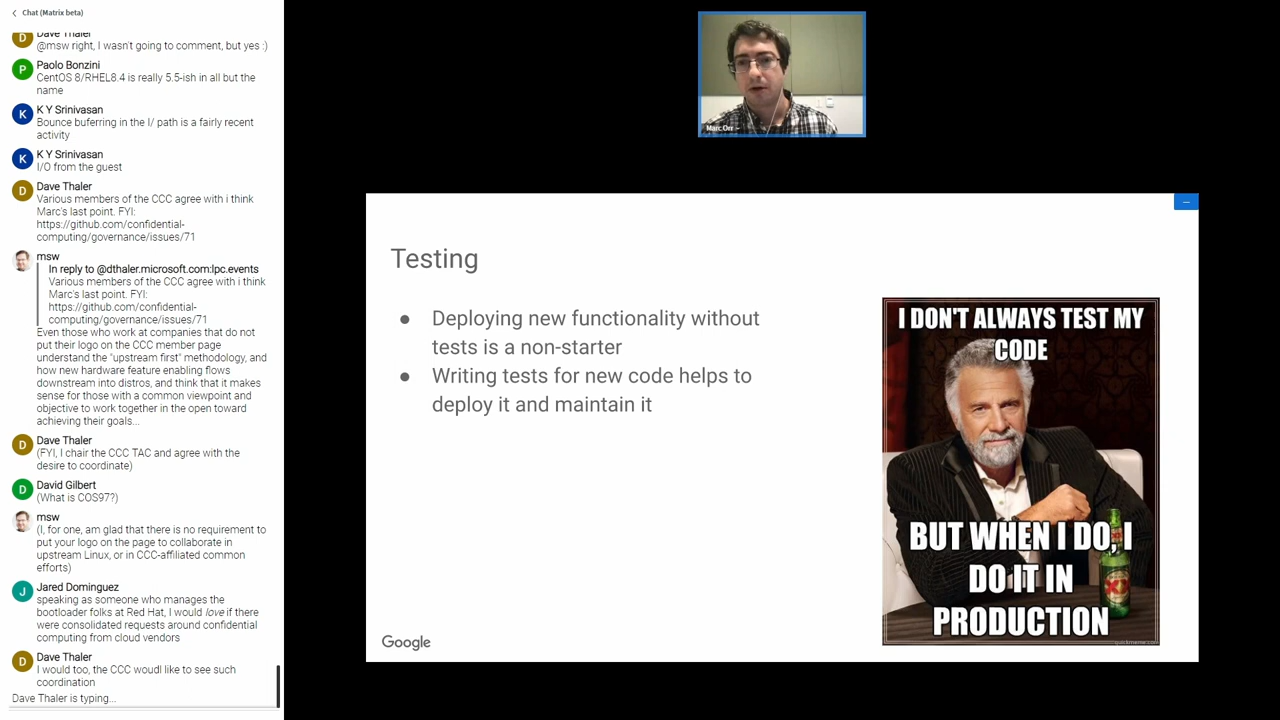 Chat (Matrix beta)
Dave Thaler
@msw right, I wasn't going to comment, but yes :)
Paolo Bonzini
CentOS 8/RHEL8.4 is really 5.5-ish in all but the
name
K Y Srinivasan
Bounce buferring in the I/ path is a fairly recent
activity
K Y Srinivasan
I/O from the guest
Dave Thaler
Various members of the CCC agree with i think
Marc's last point. FYI:
https://github.com/confidential-
computing/governance/issues/71
msw
In reply to @dthaler.microsoft.com:lpc.events
Various members of the CCC agree with i think
Marc's last point. FYI:
https://github.com/confidential-
computing/governance/issues/71
Even those who work at companies that do not
put their logo on the CCC member page
understand the "upstream first" methodology, and
how new hardware feature enabling flows
downstream into distros, and think that it makes
sense for those with a common viewpoint and
objective to work together in the open toward
achieving their goals...
Dave Thaler
(FYI, I chair the CCC TAC and agree with the
desire to coordinate)
David Gilbert
(What is COS97?)
msw
(I, for one, am glad that there is no requirement to
put your logo on the page to collaborate in
upstream Linux, or in CCC-affiliated common
efforts)
Jared Dominguez
speaking as someone who manages the
bootloader folks at Red Hat, I would love if there
were consolidated requests around confidential
computing from cloud vendors
Dave Thaler
I would too, the CCC woudl like to see such
coordination
Dave Thaler is typing...
Marc Orr
Testing
● Deploying new functionality without
tests is a non-starter
● Writing tests for new code helps to
deploy it and maintain it
I DON'T ALWAYS TEST MY
CODE
BUT WHEN I DO, I
DO IT IN
PRODUCTION
Google